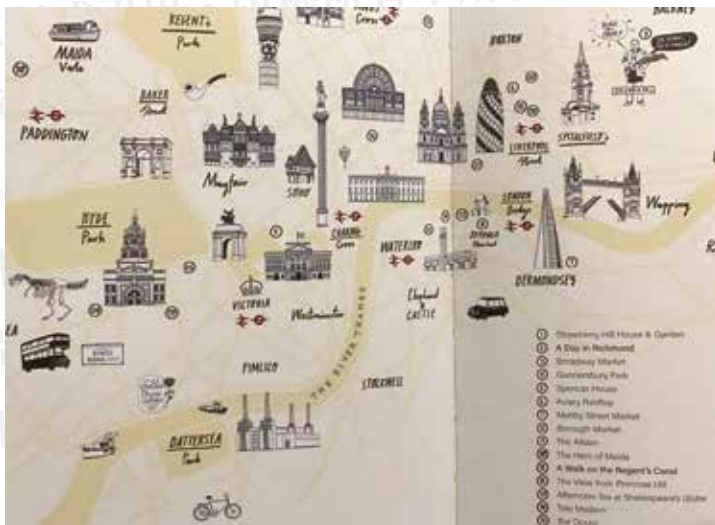 REGENT'S
Park
MAIDA
Vale
BAKER
Street
PADDINGTON
HOXTON
HACKNEY
LIVERPOOL
Street
SPITALFIELDS
Mayfair
SOHO
HYDE
Park
CHARING
Cross
WATERLOO
LONDON
Bridge
BOROUGH
Market
Wapping
BERMONDSEY
VICTORIA
Westminster
Elephant
& CASTLE
PIMLICO
STOCKWELL
THE RIVER THAMES
BATTERSEA
Park
Strawberry Hill House & Garden
A Day in Richmond
Broadway Market
Gunnersbury Park
Spencer House
Aviary Rooftop
Maltby Street Market
Borough Market
The Albion
The Hero of Maida
A Walk on the Regent's Canal
The View from Primrose Hill
Afternoon Tea at Shakespeare's Globe
Tate Modern